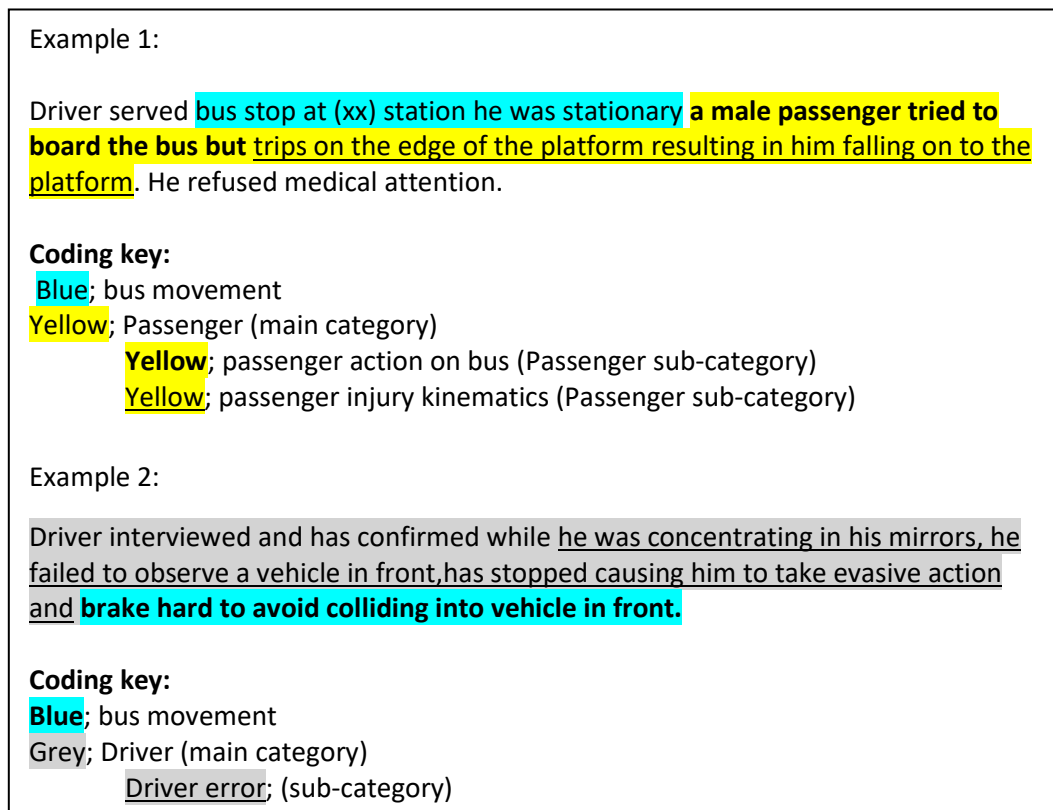 Example 1:
Driver served bus stop at (xx) station he was stationary a male passenger tried to
board the bus but trips on the edge of the platform resulting in him falling on to the
platform. He refused medical attention.
Coding key:
Blue; bus movement
Yellow; Passenger (main category)
Yellow; passenger action on bus (Passenger sub-category)
Yellow; passenger injury kinematics (Passenger sub-category)
Example 2:
Driver interviewed and has confirmed while he was concentrating in his mirrors, he
failed to observe a vehicle in front,has stopped causing him to take evasive action
and brake hard to avoid colliding into vehicle in front.
Coding key:
Blue; bus movement
Grey; Driver (main category)
Driver error; (sub-category)